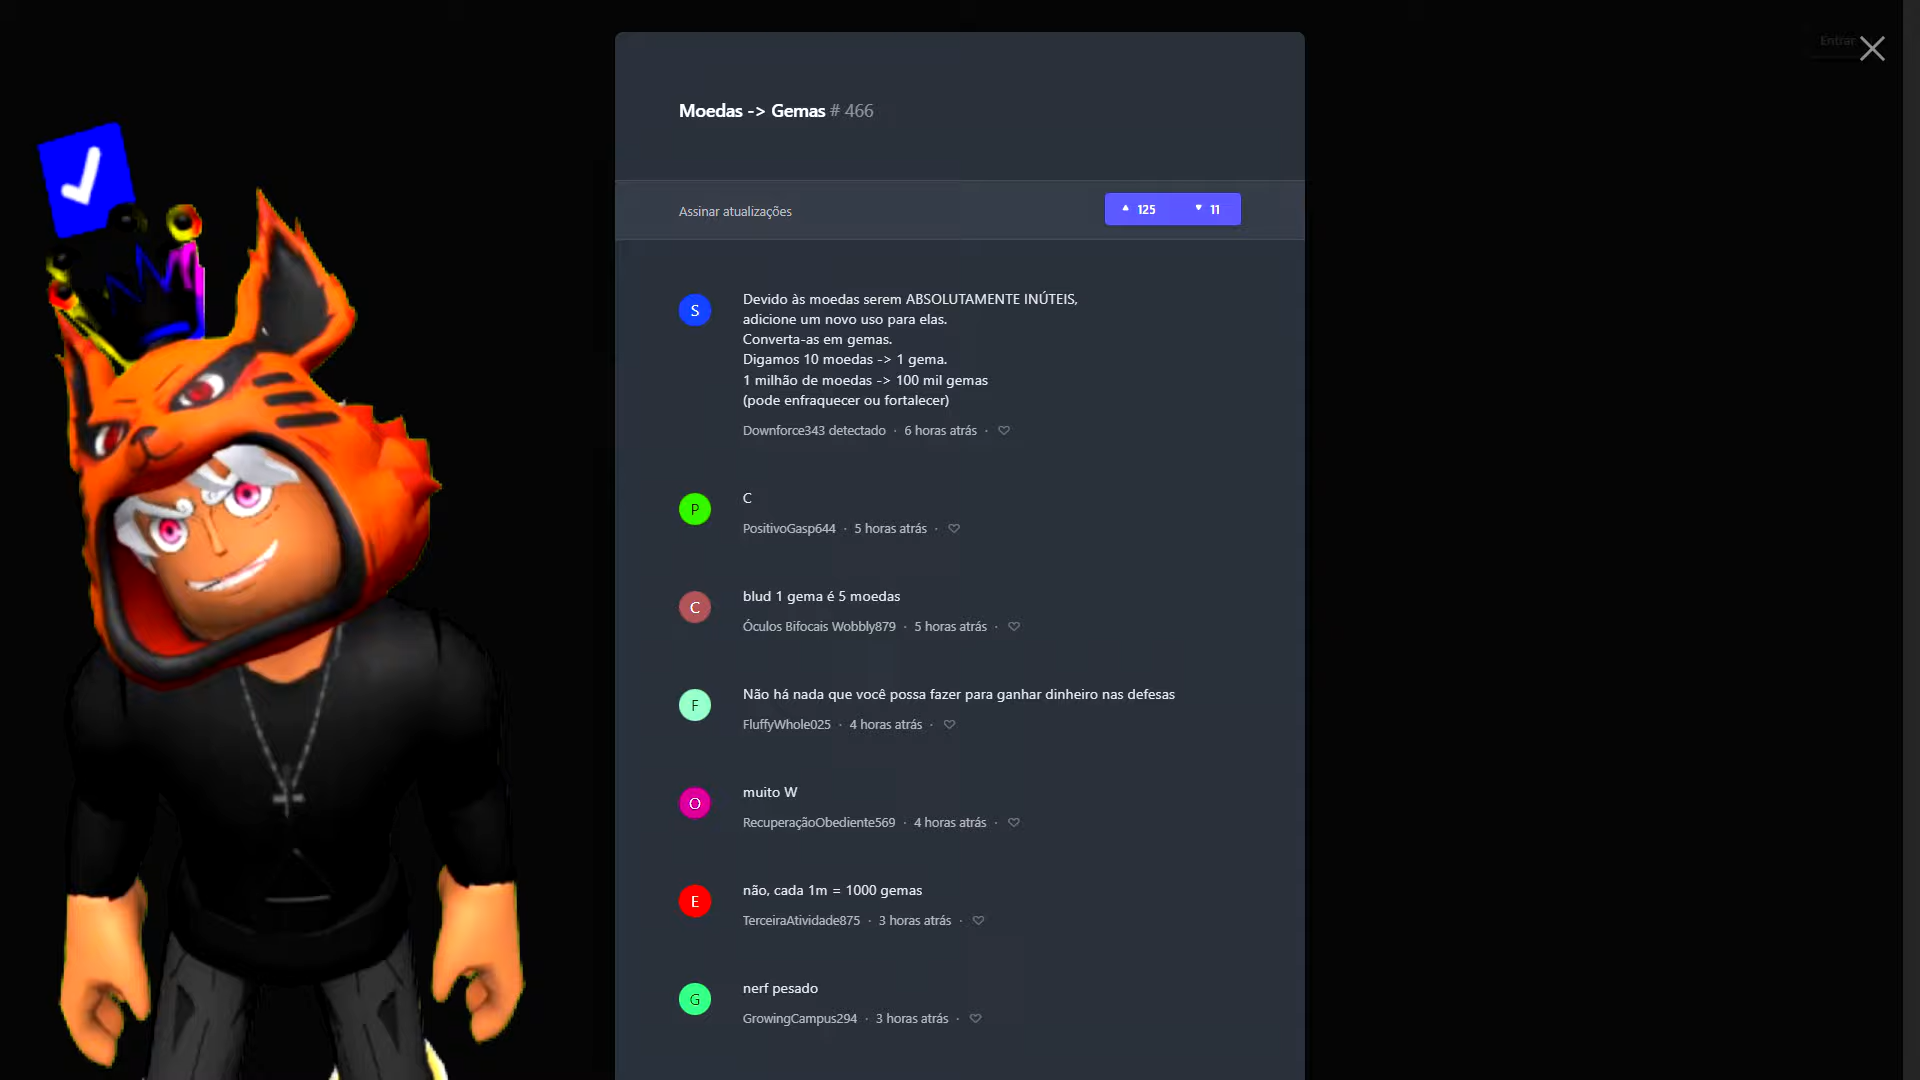 Entrar
Moedas -> Gemas # 466
Assinar atualizações
125
11
S
Devido às moedas serem ABSOLUTAMENTE INÚTEIS,
adicione um novo uso para elas.
Converta-as em gemas.
Digamos 10 moedas -> 1 gema.
1 milhão de moedas -> 100 mil gemas
(pode enfraquecer ou fortalecer)
Downforce343 detectado · 6 horas atrás ·
P
C
PositivoGasp644 · 5 horas atrás ·
C
blud 1 gema é 5 moedas
Óculos Bifocais Wobbly879 · 5 horas atrás ·
F
Não há nada que você possa fazer para ganhar dinheiro nas defesas
FluffyWhole025 · 4 horas atrás ·
O
muito W
RecuperaçãoObediente569 · 4 horas atrás ·
E
não, cada 1m = 1000 gemas
TerceiraAtividade875 · 3 horas atrás ·
G
nerf pesado
GrowingCampus294 · 3 horas atrás ·